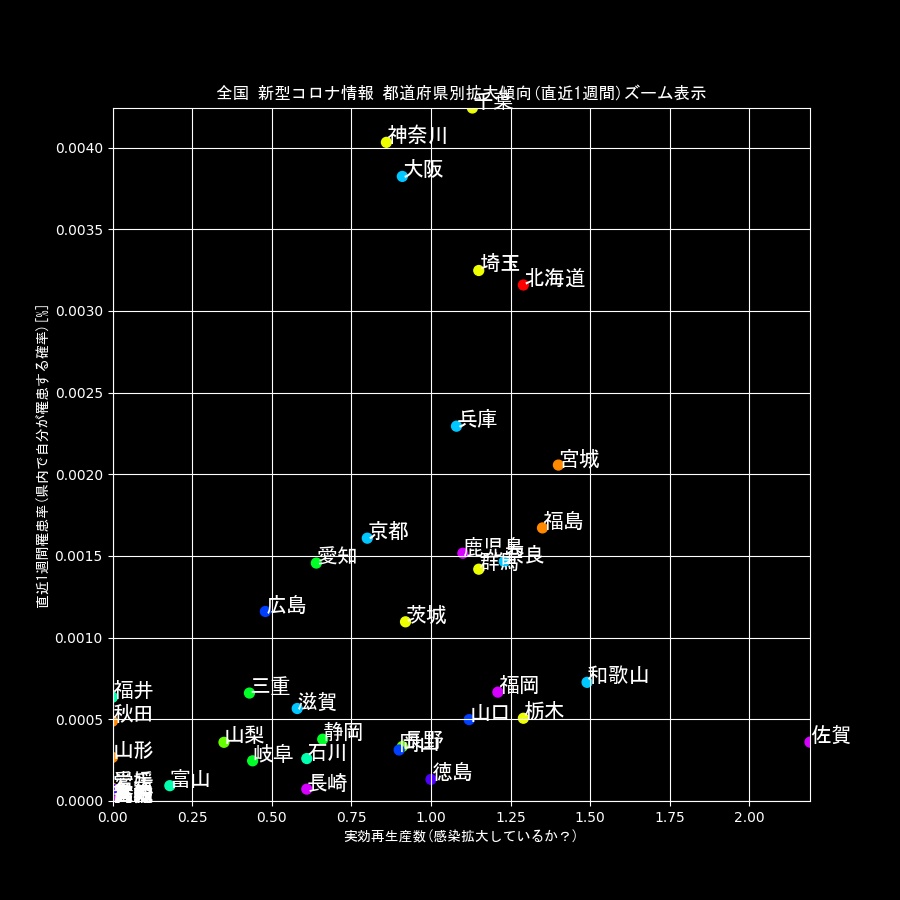 全国 新型コロナ情報 都道府県別拡大傾向(直近1週間)ズーム表示
千葉
0.0040
神奈川
大阪
0.0035
埼玉
北海道
0.0030
0.0025
兵庫
宮城
0.0020
福島
京都
0.0015
鹿児島
奈良
愛知
群馬
広島
茨城
0.0010
福井
三重
福岡
和歌山
滋賀
秋田
0.0005
山口
栃木
山梨
静岡
長野
佐賀
山形
岐阜
石川
富山
長崎
徳島
愛媛
0.0000
0.00 0.25 0.50 0.75 1.00 1.25 1.50 1.75 2.00
実効再生産数(感染拡大しているか？)
直近1週間罹患率(県内で自分が罹患する確率)[%]